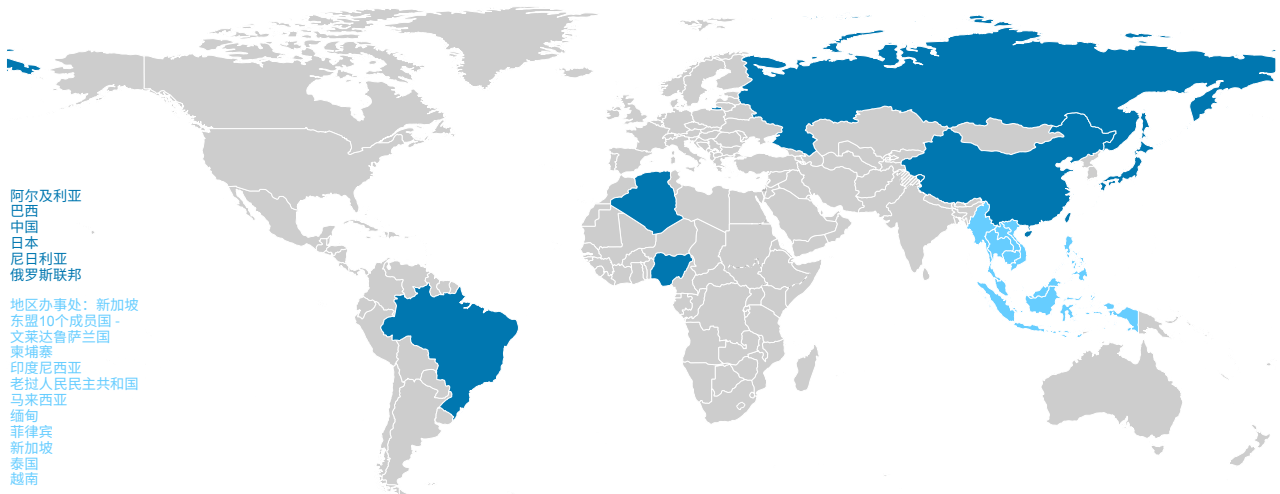 阿尔及利亚
巴西
中国
日本
尼日利亚
俄罗斯联邦
地区办事处：新加坡
东盟10个成员国 -
文莱达鲁萨兰国
柬埔寨
印度尼西亚
老挝人民民主共和国
马来西亚
缅甸
菲律宾
新加坡
泰国
越南